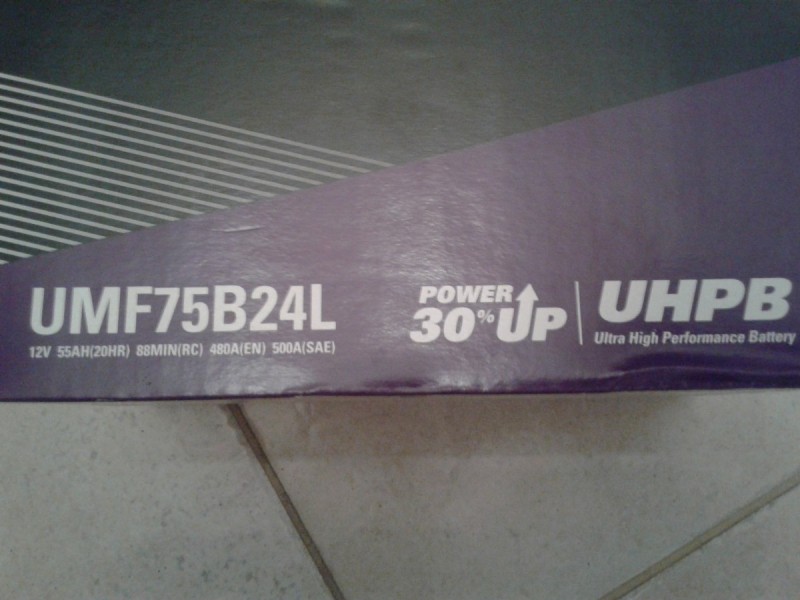 UMF75B24L
12V 55AH(20HR) 88MIN(RC) 480A(EN) 500A(SAE)
POWER
30% UP
UHPB
Ultra High Performance Battery